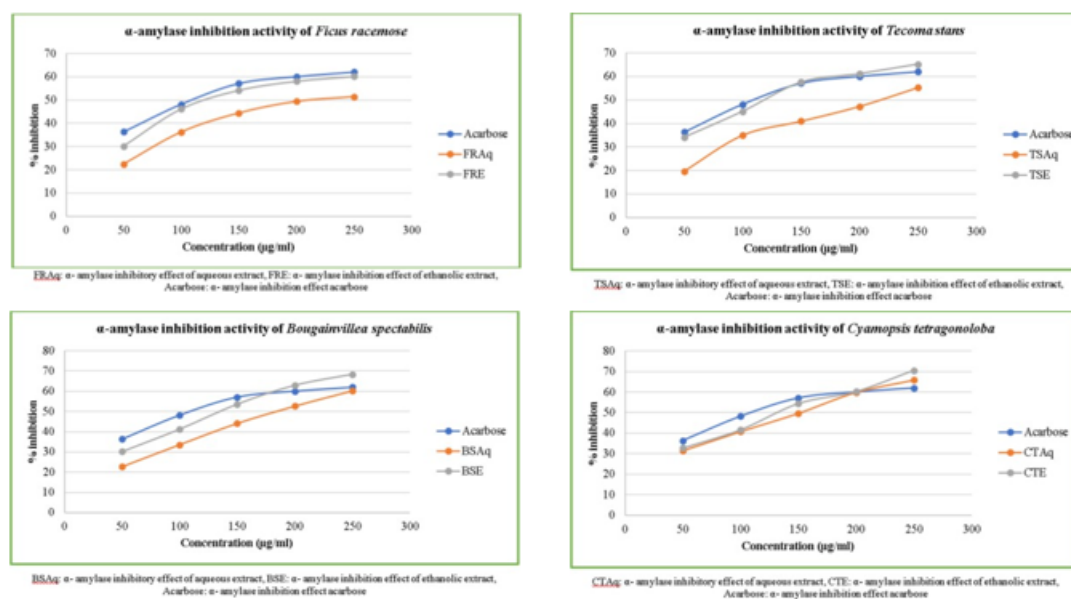 α-amylase inhibition activity of Ficus racemose
70
60
50
40
30
20
10
0
% inhibition
0 50 100 150 200 250 300
Concentration (µg/ml)
Acarbose
FRAq
FRE
FRAq: α- amylase inhibitory effect of aqueous extract, FRE: α- amylase inhibition effect of ethanolic extract,
Acarbose: α- amylase inhibition effect acarbose
α-amylase inhibition activity of Tecoma stans
70
60
50
40
30
20
10
0
% inhibition
0 50 100 150 200 250 300
Concentration (µg/ml)
Acarbose
TSAq
TSE
TSAq: α- amylase inhibitory effect of aqueous extract, TSE: α- amylase inhibition effect of ethanolic extract,
Acarbose: α- amylase inhibition effect acarbose
α-amylase inhibition activity of Bougainvillea spectabilis
80
70
60
50
40
30
20
10
0
% inhibition
0 50 100 150 200 250 300
Concentration (µg/ml)
Acarbose
BSAq
BSE
BSAq: α- amylase inhibitory effect of aqueous extract, BSE: α- amylase inhibition effect of ethanolic extract,
Acarbose: α- amylase inhibition effect acarbose
α-amylase inhibition activity of Cyamopsis tetragonoloba
80
70
60
50
40
30
20
10
0
% inhibition
0 50 100 150 200 250 300
Concentration (µg/ml)
Acarbose
CTAq
CTE
CTAq: α- amylase inhibitory effect of aqueous extract, CTE: α- amylase inhibition effect of ethanolic extract,
Acarbose: α- amylase inhibition effect acarbose